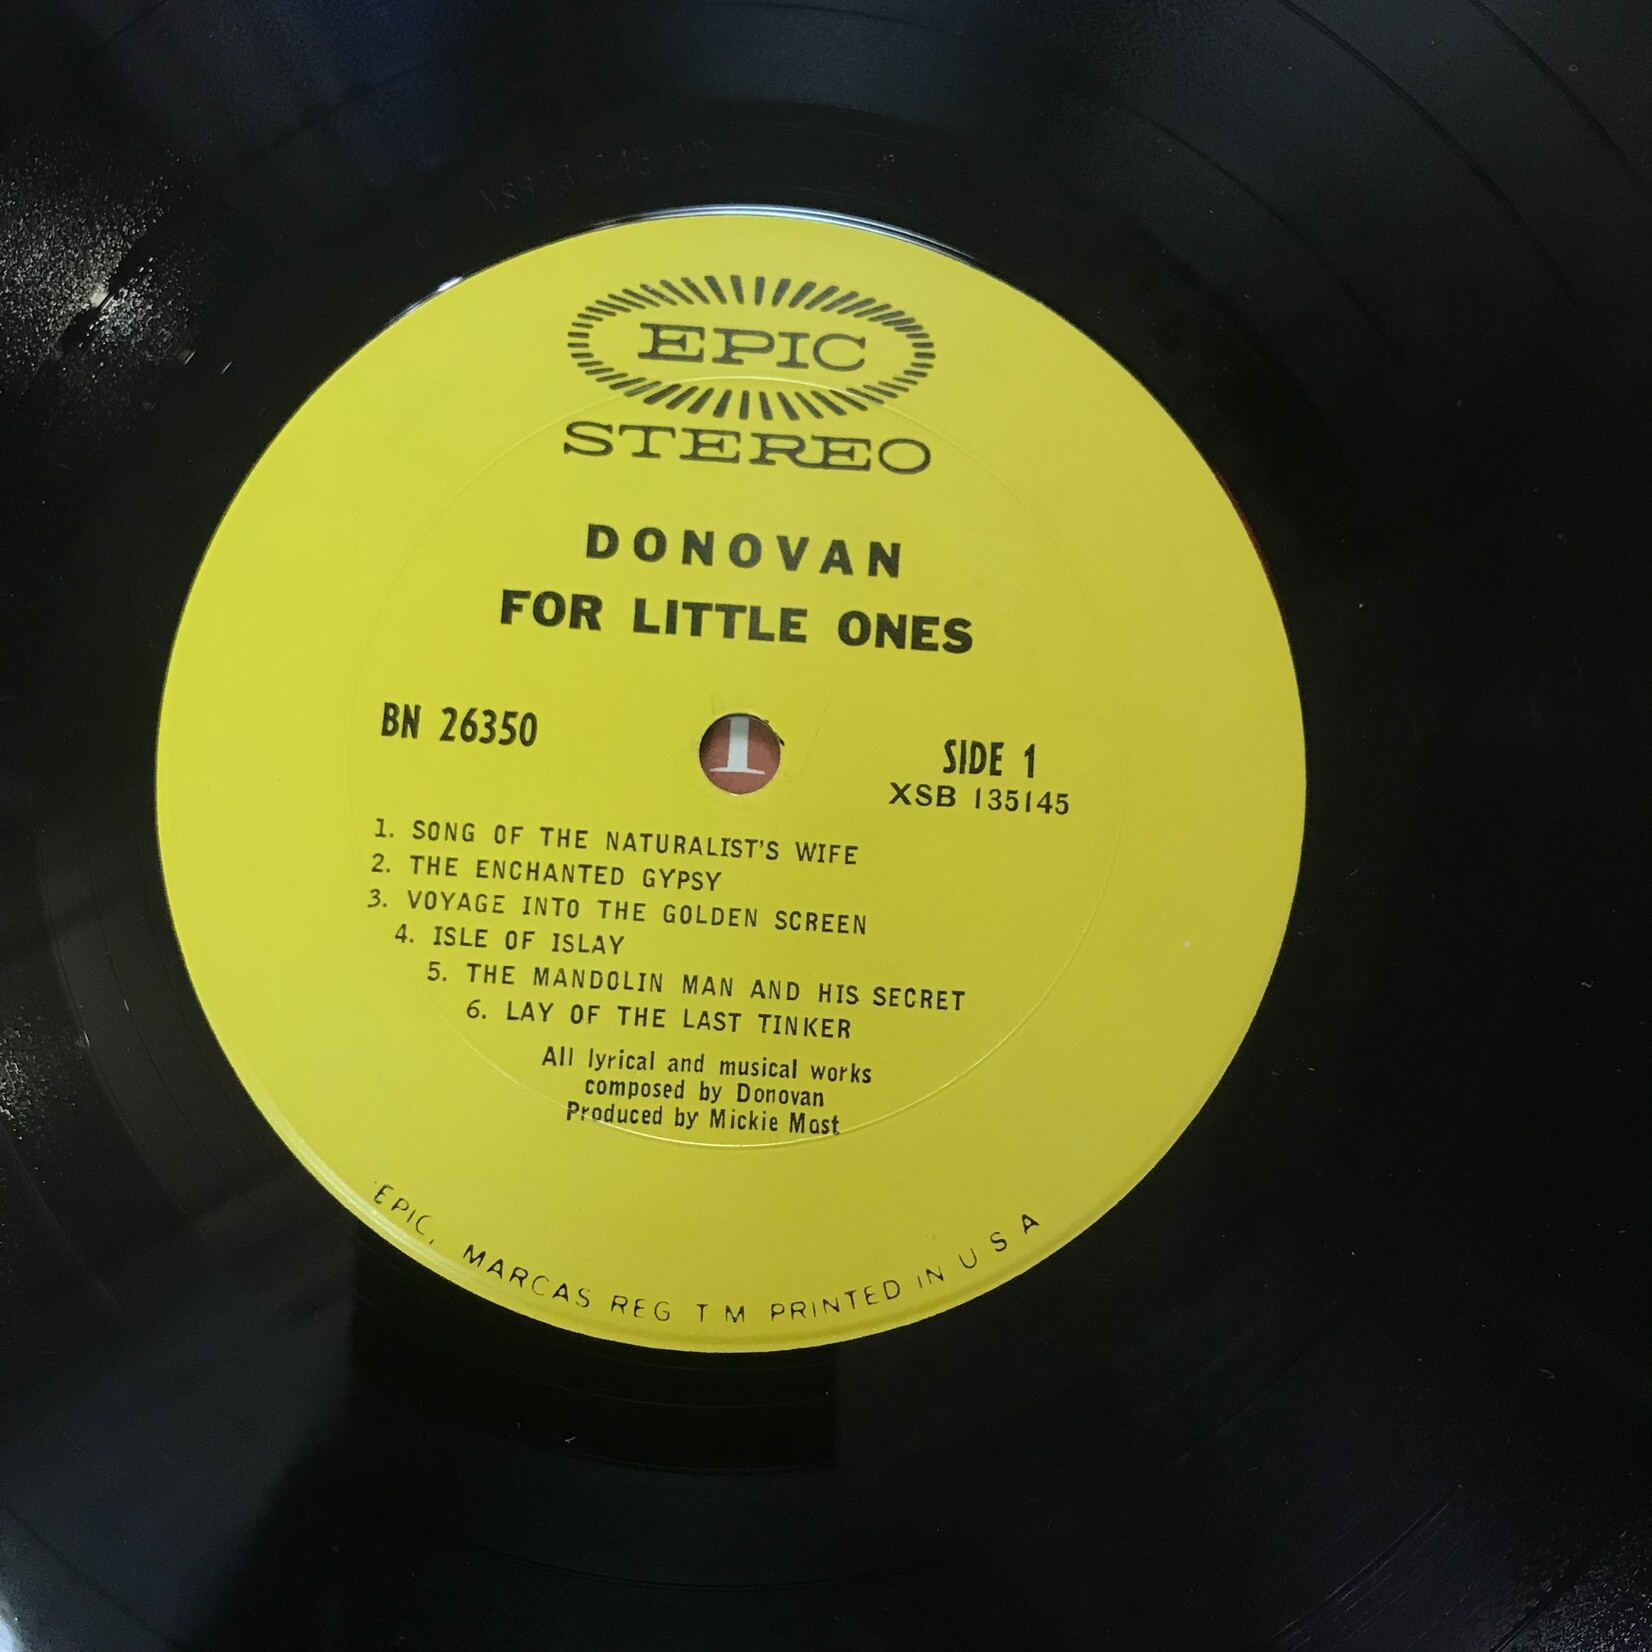 EPIC
STEREO
DONOVAN
FOR LITTLE ONES
BN 26350
SIDE 1
XSB 135145
1. SONG OF THE NATURALIST'S WIFE
2. THE ENCHANTED GYPSY
3. VOYAGE INTO THE GOLDEN SCREEN
4. ISLE OF ISLAY
5. THE MANDOLIN MAN AND HIS SECRET
6. LAY OF THE LAST TINKER
All lyrical and musical works
composed by Donovan
Produced by Mickie Most
EPIC, MARCAS REG T M PRINTED IN U S A